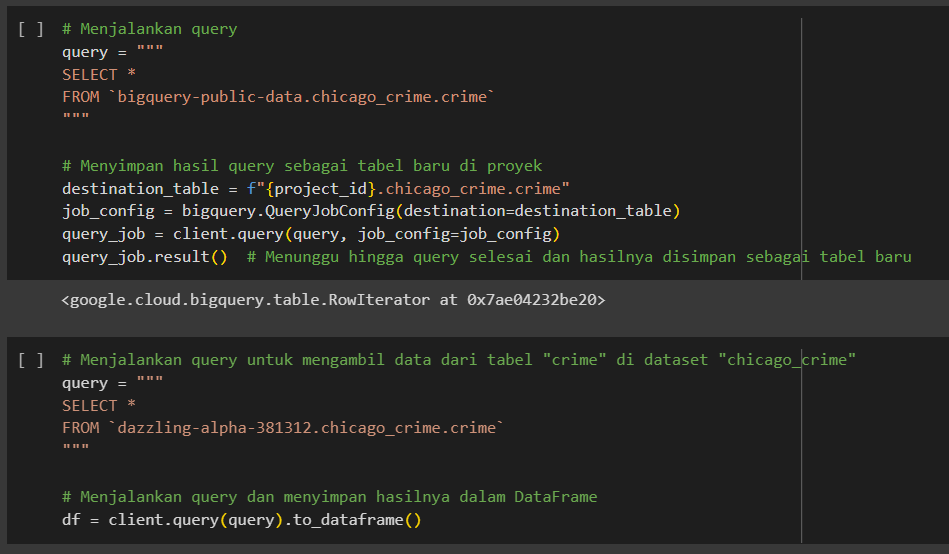 [ ] # Menjalankan query
query = """
SELECT *
FROM `bigquery-public-data.chicago_crime.crime`
"""
# Menyimpan hasil query sebagai tabel baru di proyek
destination_table = f"{project_id}.chicago_crime.crime"
job_config = bigquery.QueryJobConfig(destination=destination_table)
query_job = client.query(query, job_config=job_config)
query_job.result()  # Menunggu hingga query selesai dan hasilnya disimpan sebagai tabel baru
<google.cloud.bigquery.table.RowIterator at 0x7ae04232be20>
[ ] # Menjalankan query untuk mengambil data dari tabel "crime" di dataset "chicago_crime"
query = """
SELECT *
FROM `dazzling-alpha-381312.chicago_crime.crime`
"""
# Menjalankan query dan menyimpan hasilnya dalam DataFrame
df = client.query(query).to_dataframe()